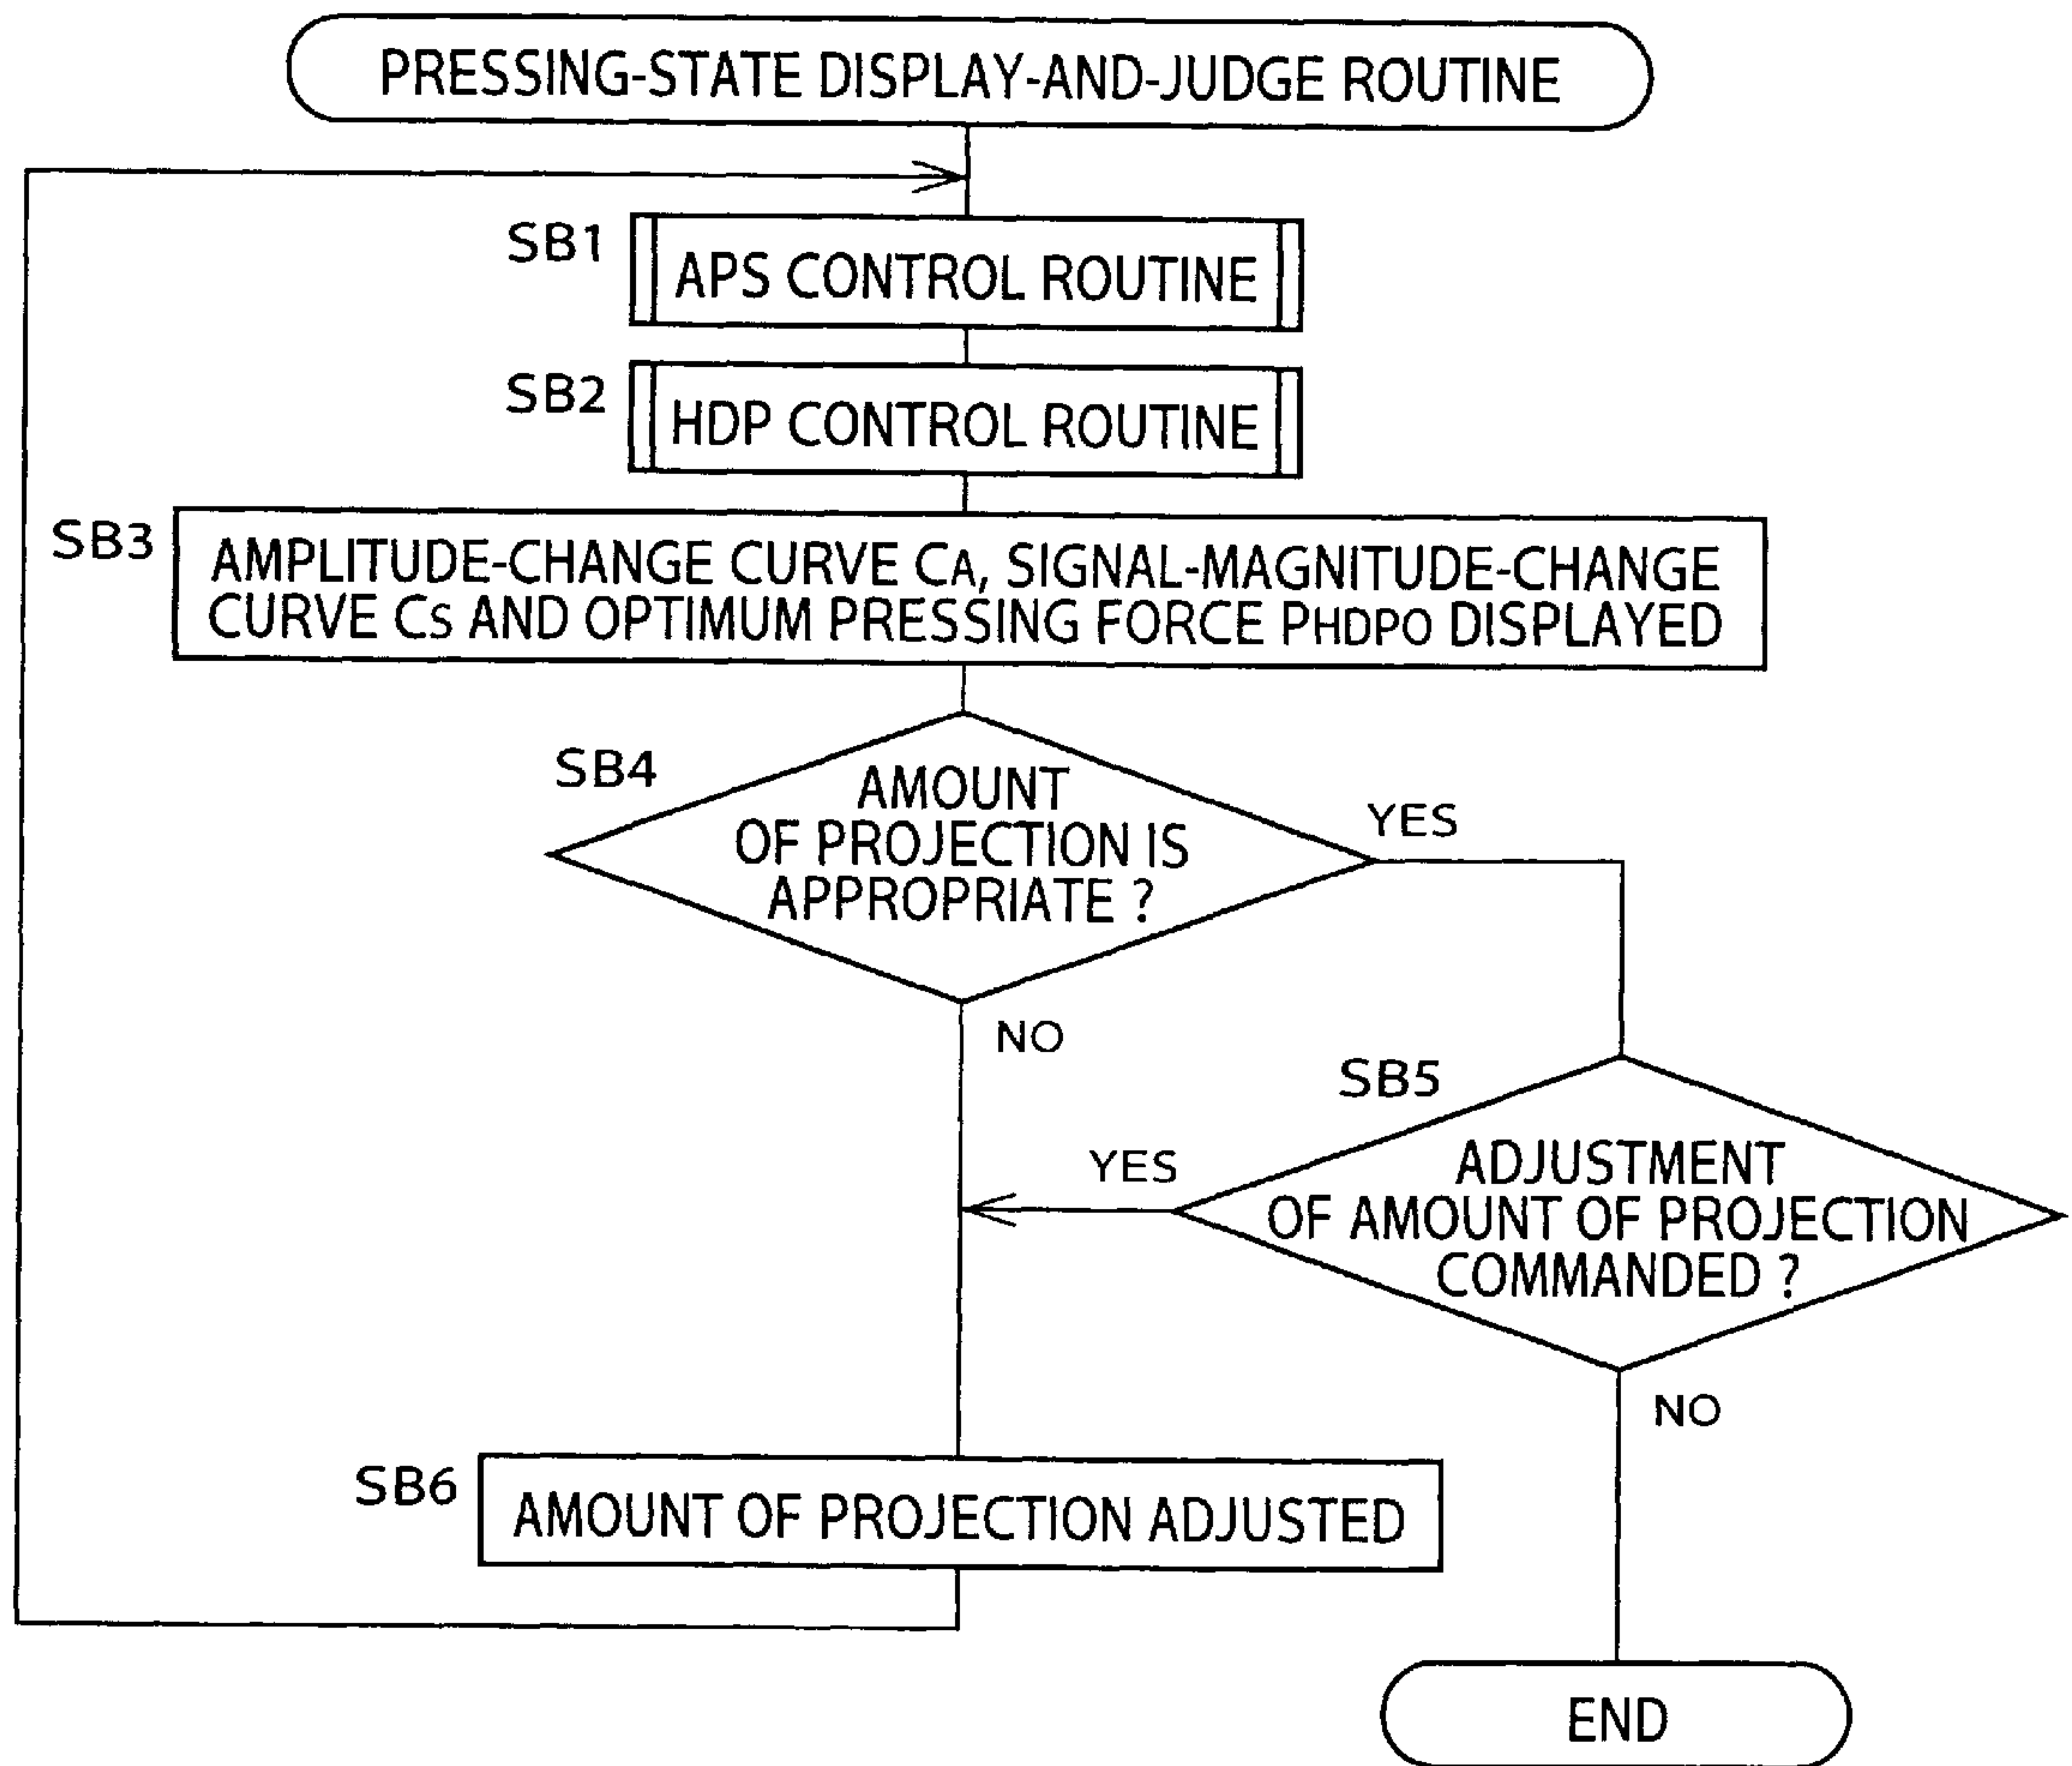 PRESSING-STATE DISPLAY-AND-JUDGE ROUTINE
SB1
APS CONTROL ROUTINE
SB2
HDP CONTROL ROUTINE
SB3
AMPLITUDE-CHANGE CURVE CA, SIGNAL-MAGNITUDE-CHANGE
CURVE CS AND OPTIMUM PRESSING FORCE PHDPO DISPLAYED
SB4
AMOUNT
OF PROJECTION IS
APPROPRIATE ?
YES
NO
SB5
ADJUSTMENT
OF AMOUNT OF PROJECTION
COMMANDED ?
YES
NO
SB6
AMOUNT OF PROJECTION ADJUSTED
END